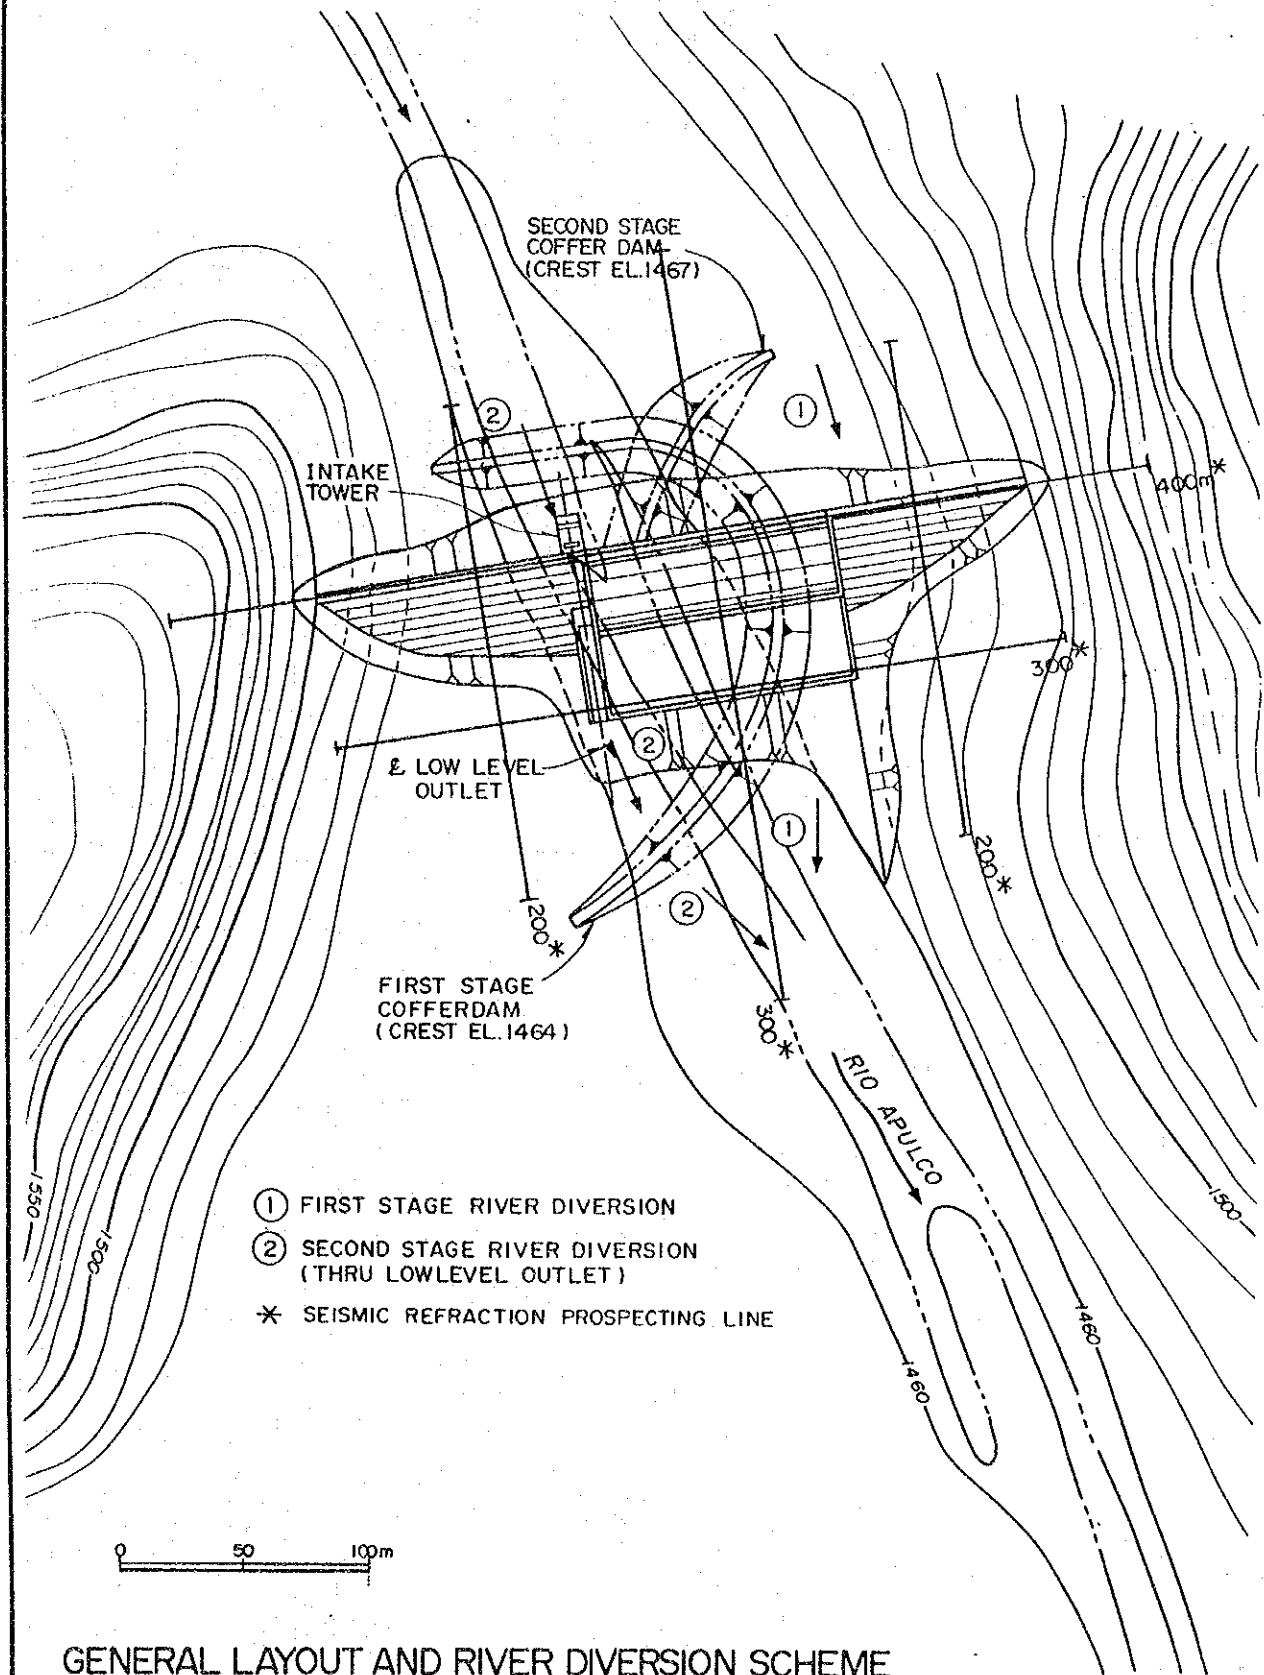 SECOND STAGE
COFFER DAM
(CREST EL.1467)
2
1
INTAKE
TOWER
400m*
300*
2
℄ LOW LEVEL
OUTLET
1
200*
2
200*
FIRST STAGE
COFFERDAM
(CREST EL.1464)
300*
RIO APULCO
1550
1500
1500
1 FIRST STAGE RIVER DIVERSION
2 SECOND STAGE RIVER DIVERSION
(THRU LOWLEVEL OUTLET)
* SEISMIC REFRACTION PROSPECTING LINE
1460
1460
0 50 100m
GENERAL LAYOUT AND RIVER DIVERSION SCHEME